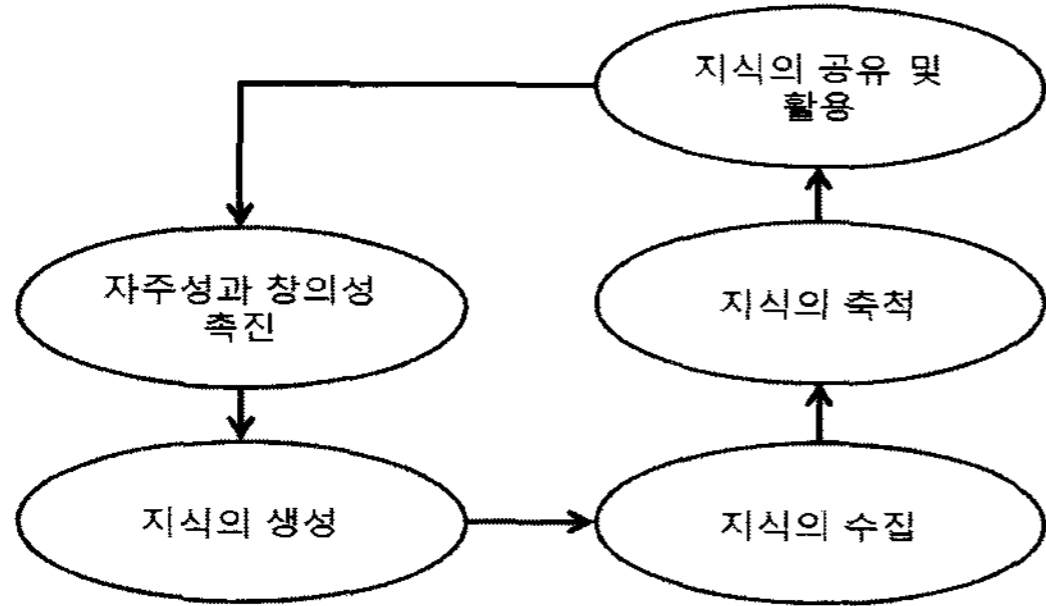 지식의 공유 및
활용
자주성과 창의성
촉진
지식의 축척
지식의 생성
지식의 수집